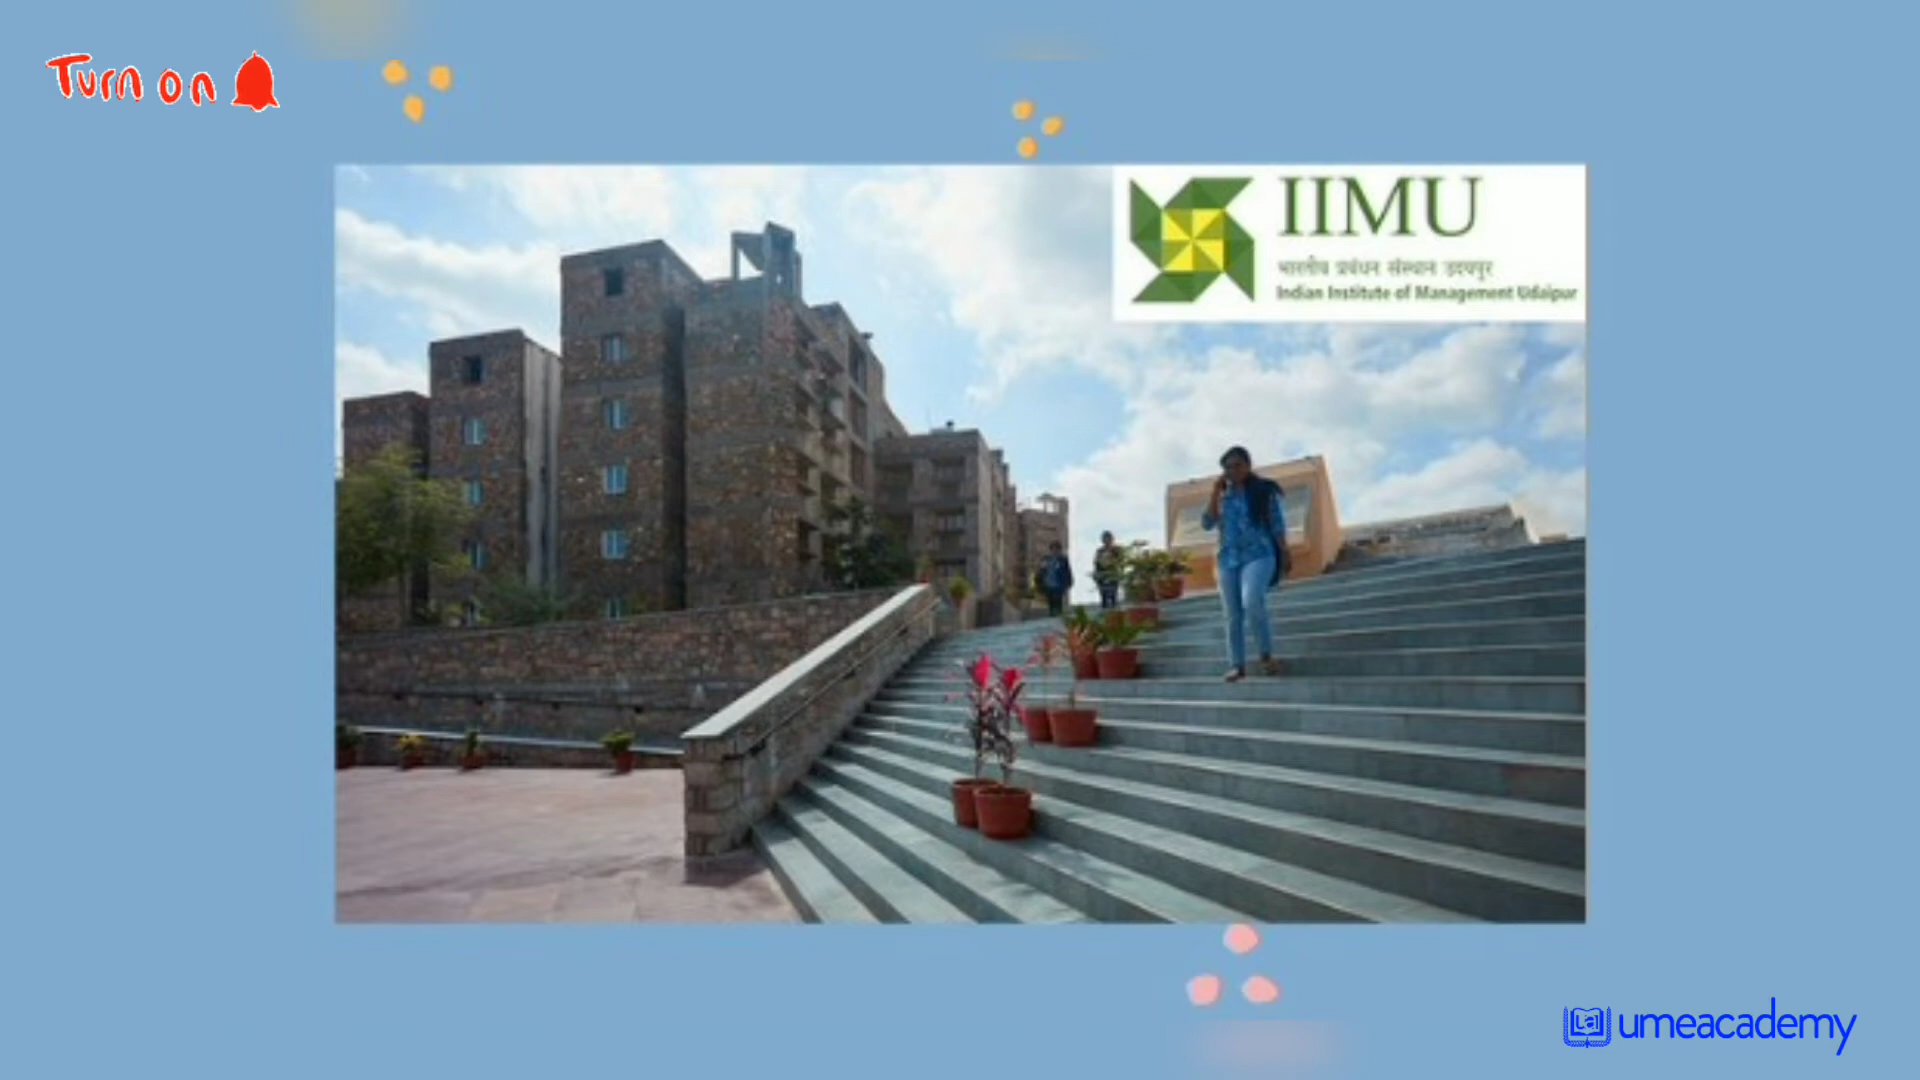 Turn on
IIMU
भारतीय प्रबंधन संस्थान उदयपुर
Indian Institute of Management Udaipur
umeacademy